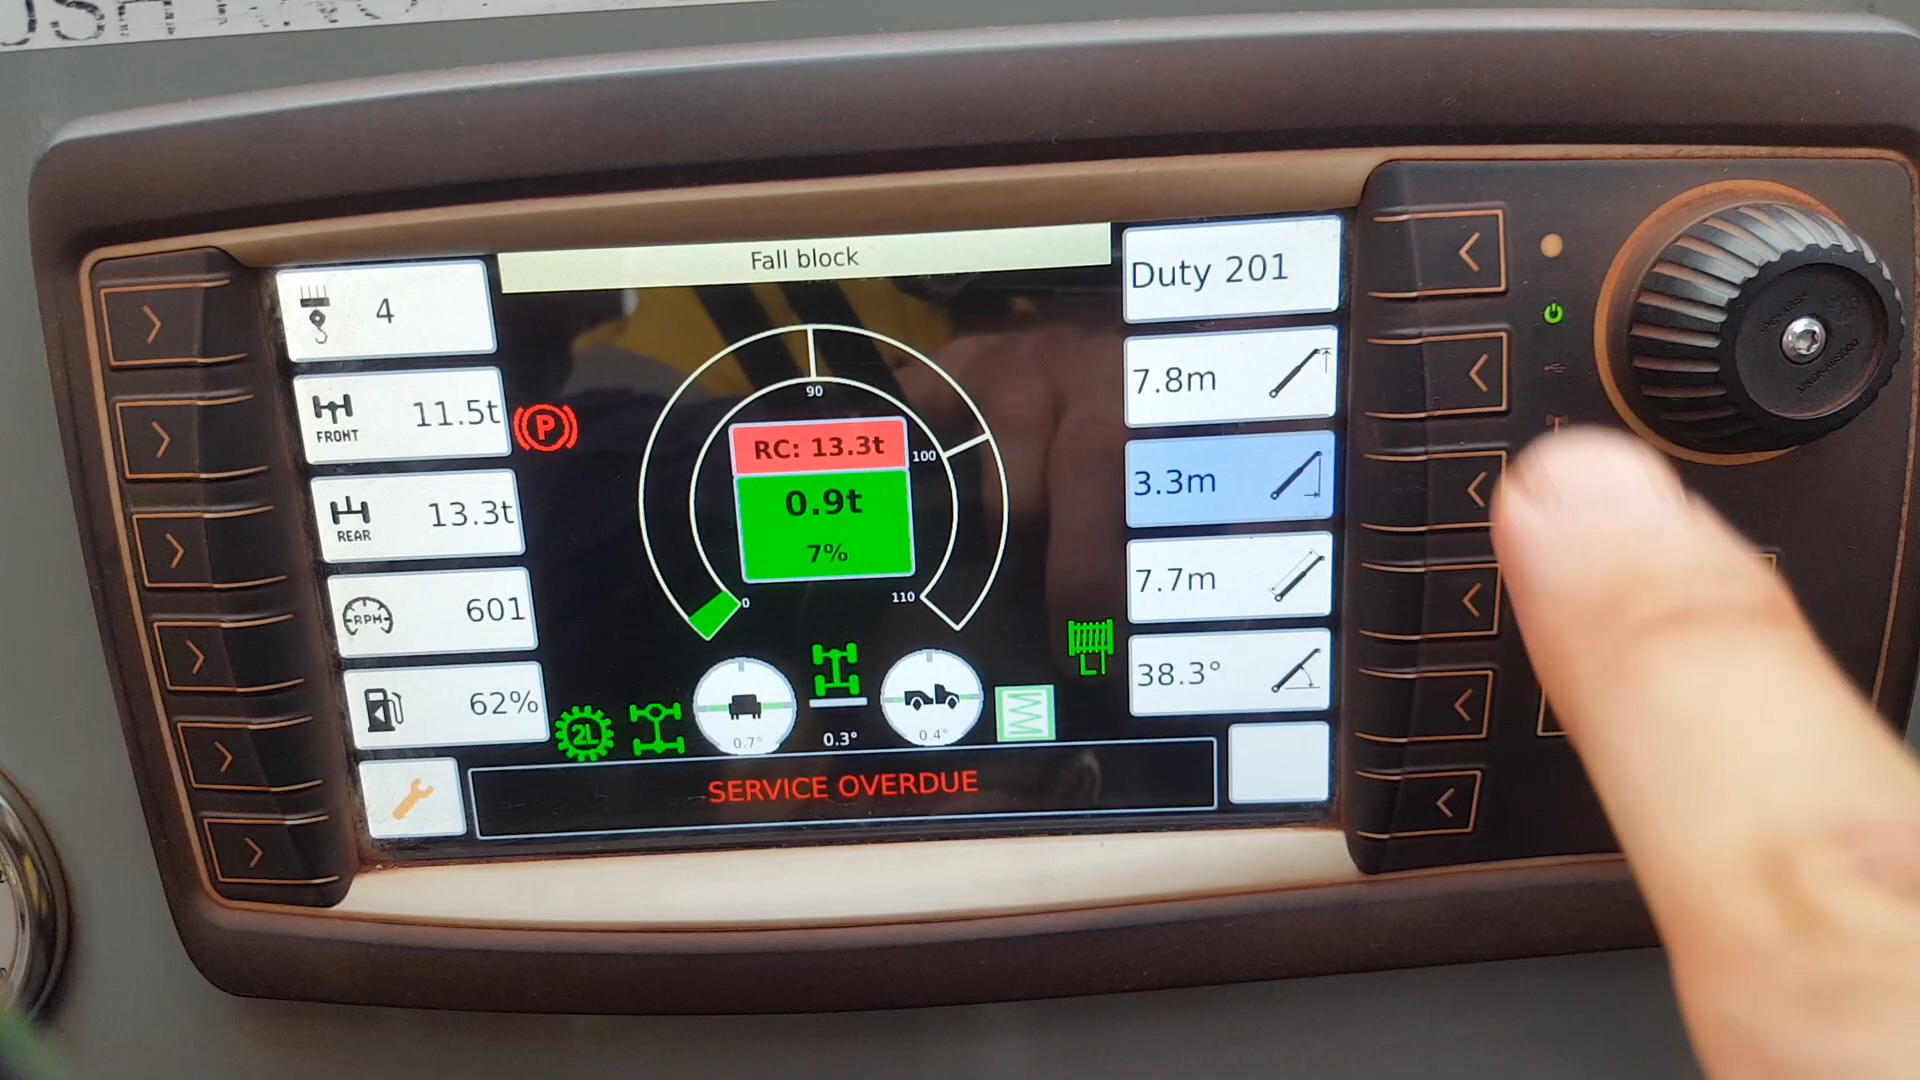 Fall block
4
FRONT 11.5t
REAR 13.3t
RPM 601
62%
P
90
100
110
0
RC: 13.3t
0.9t
7%
Duty 201
7.8m
3.3m
7.7m
38.3°
L
2L
0.7°
0.3°
0.4°
SERVICE OVERDUE